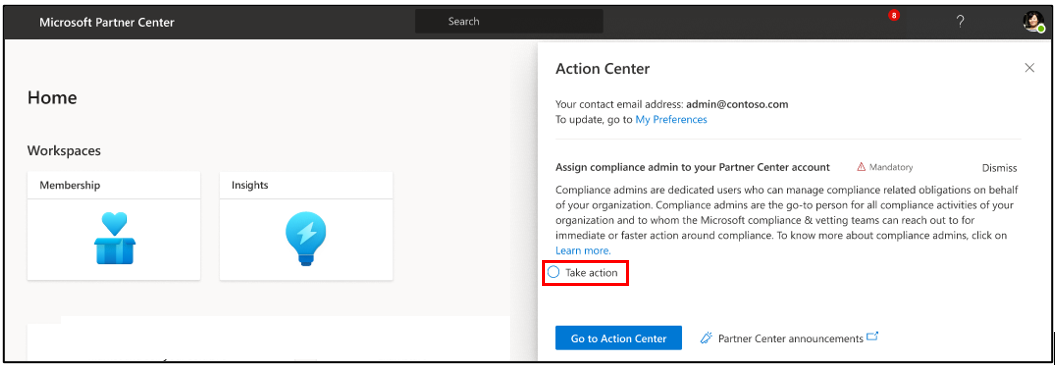 Microsoft Partner Center
Search
8
?
Home
Workspaces
Membership
Insights
Action Center
Your contact email address: admin@contoso.com
To update, go to My Preferences
Assign compliance admin to your Partner Center account
Mandatory
Dismiss
Compliance admins are dedicated users who can manage compliance related obligations on behalf
of your organization. Compliance admins are the go-to person for all compliance activities of your
organization and to whom the Microsoft compliance & vetting teams can reach out to for
immediate or faster action around compliance. To know more about compliance admins, click on
Learn more.
Take action
Go to Action Center
Partner Center announcements